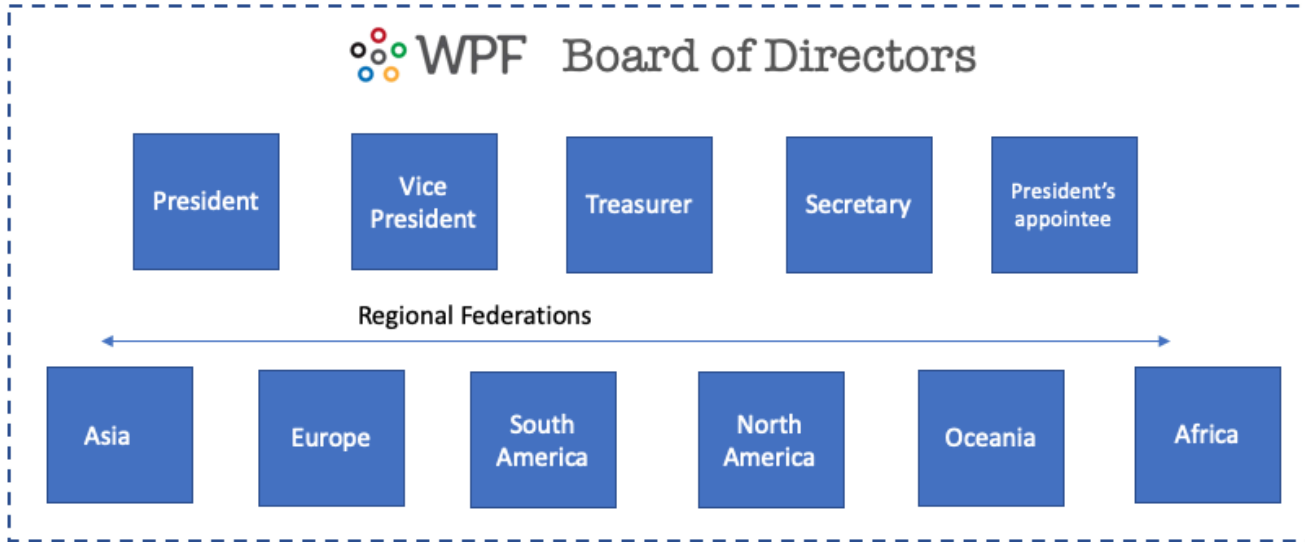 WPF Board of Directors
President
Vice
President
Treasurer
Secretary
President’s
appointee
Regional Federations
Asia
Europe
South
America
North
America
Oceania
Africa